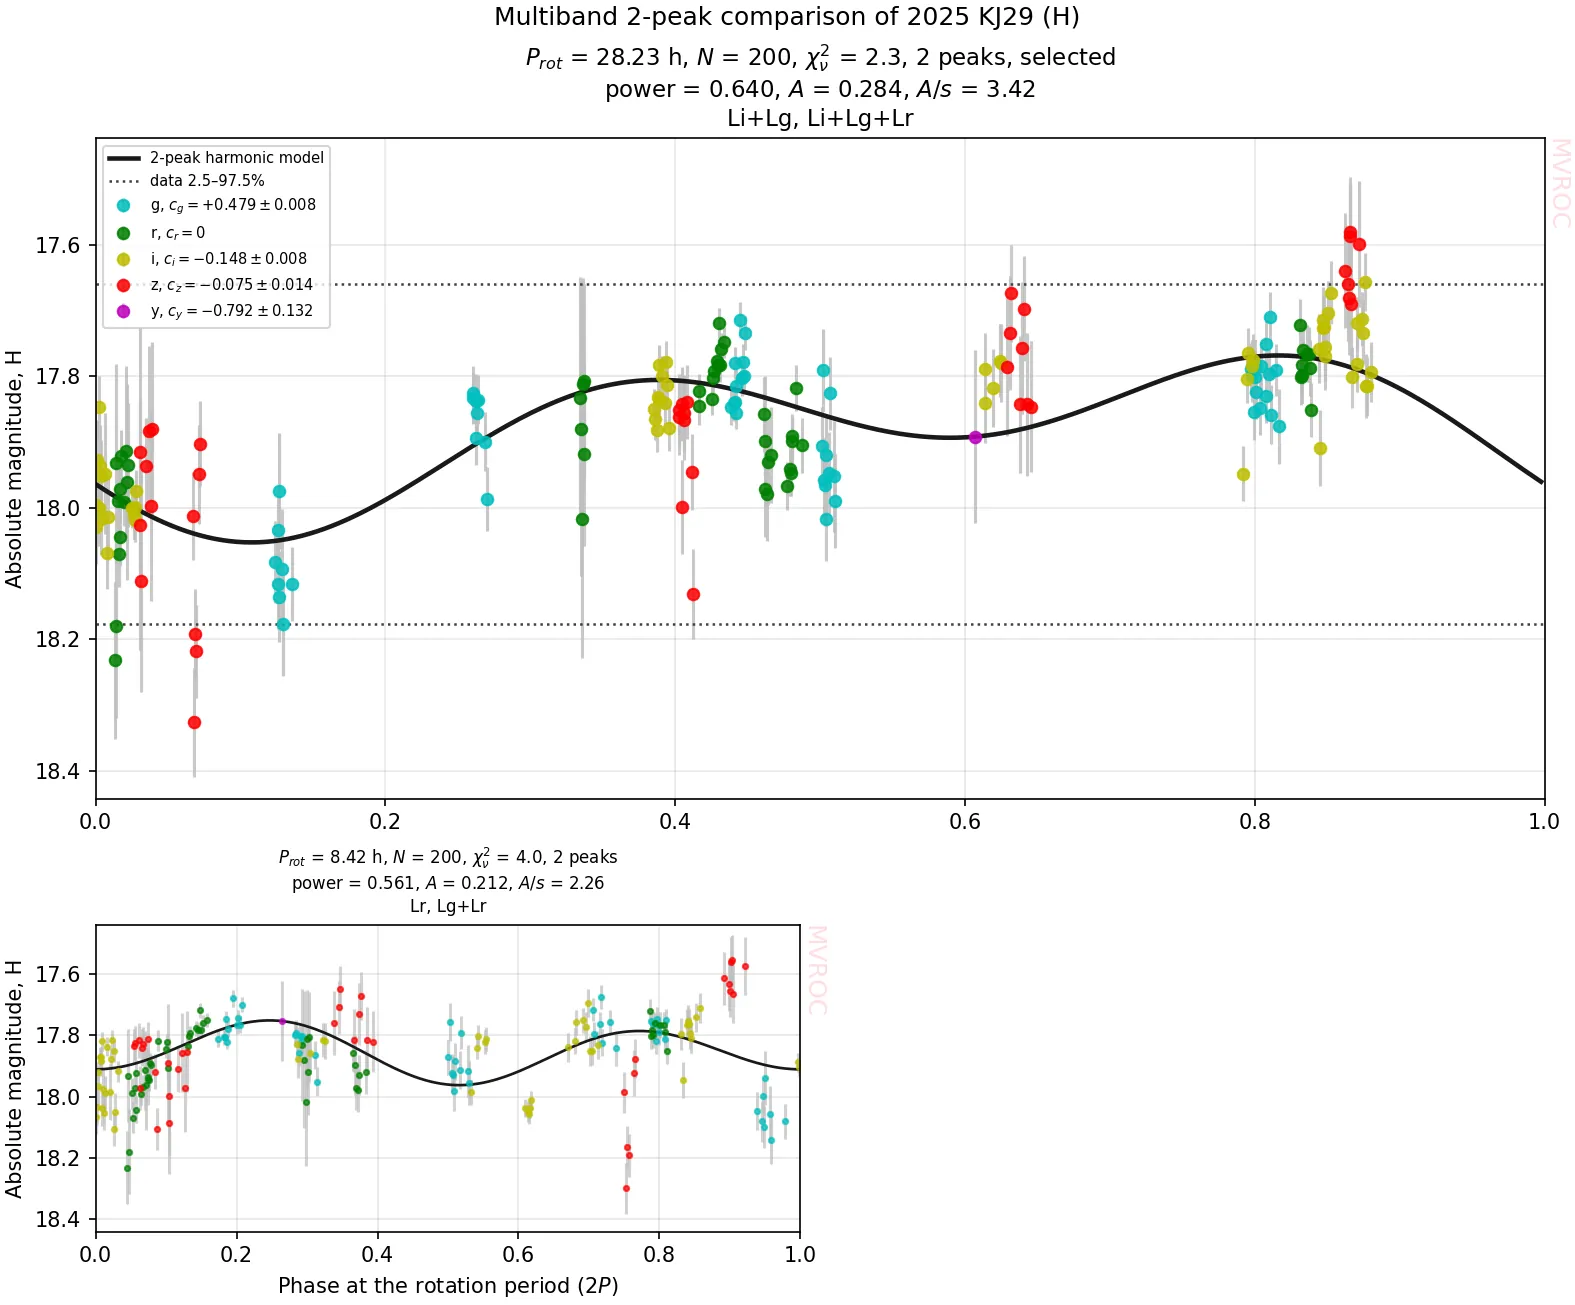 Multiband 2-peak comparison of 2025 KJ29 (H)
P_rot = 28.23 h, N = 200, χ²_ν = 2.3, 2 peaks, selected
power = 0.640, A = 0.284, A/s = 3.42
Li+Lg, Li+Lg+Lr
MVROC
2-peak harmonic model
data 2.5–97.5%
g, c_g = +0.479 ± 0.008
r, c_r = 0
i, c_i = −0.148 ± 0.008
z, c_z = −0.075 ± 0.014
y, c_y = −0.792 ± 0.132
Absolute magnitude, H
17.6
17.8
18.0
18.2
18.4
0.0 0.2 0.4 0.6 0.8 1.0
P_rot = 8.42 h, N = 200, χ²_ν = 4.0, 2 peaks
power = 0.561, A = 0.212, A/s = 2.26
Lr, Lg+Lr
MVROC
Absolute magnitude, H
17.6
17.8
18.0
18.2
18.4
0.0 0.2 0.4 0.6 0.8 1.0
Phase at the rotation period (2P)